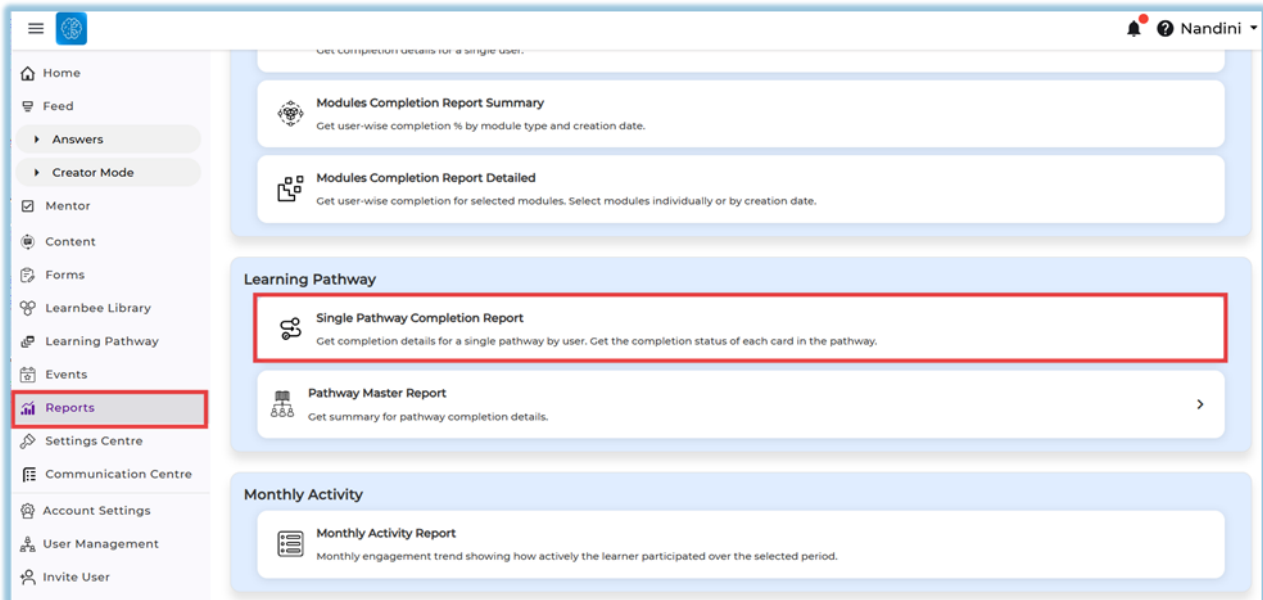 Nandini
Home
Feed
Answers
Creator Mode
Mentor
Content
Forms
Learnbee Library
Learning Pathway
Events
Reports
Settings Centre
Communication Centre
Account Settings
User Management
Invite User
Get completion details for a single user.
Modules Completion Report Summary
Get user-wise completion % by module type and creation date.
Modules Completion Report Detailed
Get user-wise completion for selected modules. Select modules individually or by creation date.
Learning Pathway
Single Pathway Completion Report
Get completion details for a single pathway by user. Get the completion status of each card in the pathway.
Pathway Master Report
Get summary for pathway completion details.
Monthly Activity
Monthly Activity Report
Monthly engagement trend showing how actively the learner participated over the selected period.